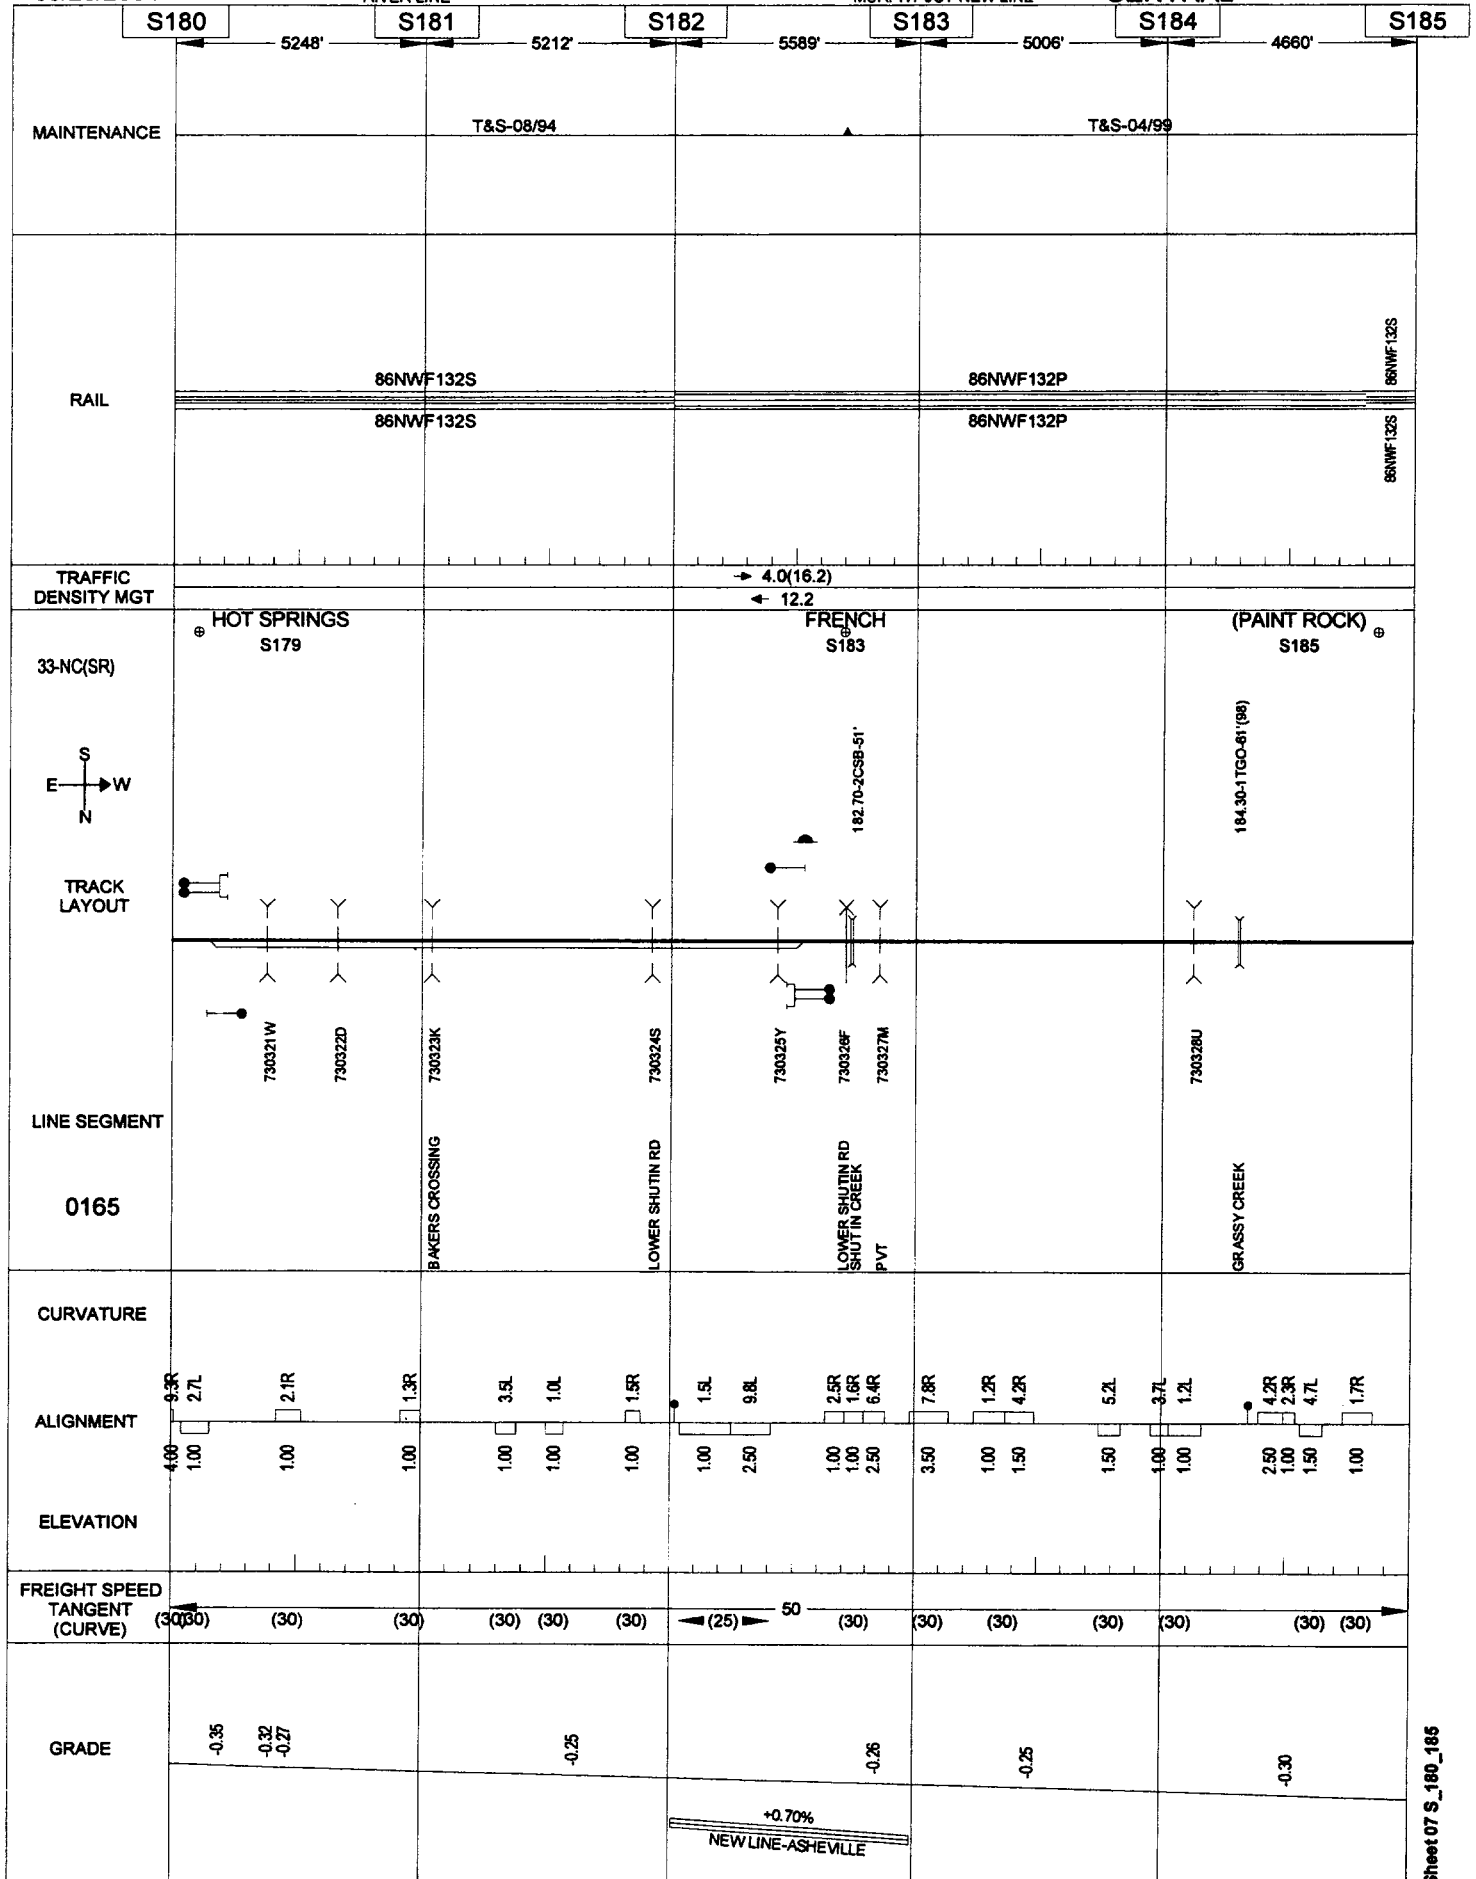 S180 S181 S182 S183 S184 S185
5248' 5212' 5589' 5006' 4660'
MAINTENANCE
T&S-08/94
T&S-04/99
RAIL
86NWF132S
86NWF132S
86NWF132P
86NWF132P
86NWF132S
86NWF132S
TRAFFIC
DENSITY MGT
4.0(16.2)
12.2
HOT SPRINGS
S179
FRENCH
S183
(PAINT ROCK)
S185
33-NC(SR)
S
E W
N
182.70-2CSB-51'
184.30-1TGO-61'(98)
TRACK
LAYOUT
730321W
730322D
730323K
730324S
730325Y
730326F
730327M
730328U
LINE SEGMENT
0165
BAKERS CROSSING
LOWER SHUTIN RD
LOWER SHUTIN RD
SHUT IN CREEK
PVT
GRASSY CREEK
CURVATURE
9.3R 2.7L 2.1R 1.3R 3.5L 1.0L 1.5R 1.5L 9.8L 2.5R 1.6R 6.4R 7.8R 1.2R 4.2R 5.2L 3.7L 1.2L 4.2R 2.3R 4.7L 1.7R
ALIGNMENT
4.00 1.00 1.00 1.00 1.00 1.00 1.00 1.00 2.50 1.00 1.00 2.50 3.50 1.00 1.50 1.50 1.00 1.00 2.50 1.00 1.50 1.00
ELEVATION
FREIGHT SPEED
TANGENT
(CURVE)
50
(30) (30) (30) (30) (30) (30) (30) (25) (30) (30) (30) (30) (30) (30) (30)
GRADE
-0.35
-0.32
-0.27
-0.25
-0.26
-0.25
-0.30
+0.70%
NEW LINE-ASHEVILLE
Sheet 07 S_180_185